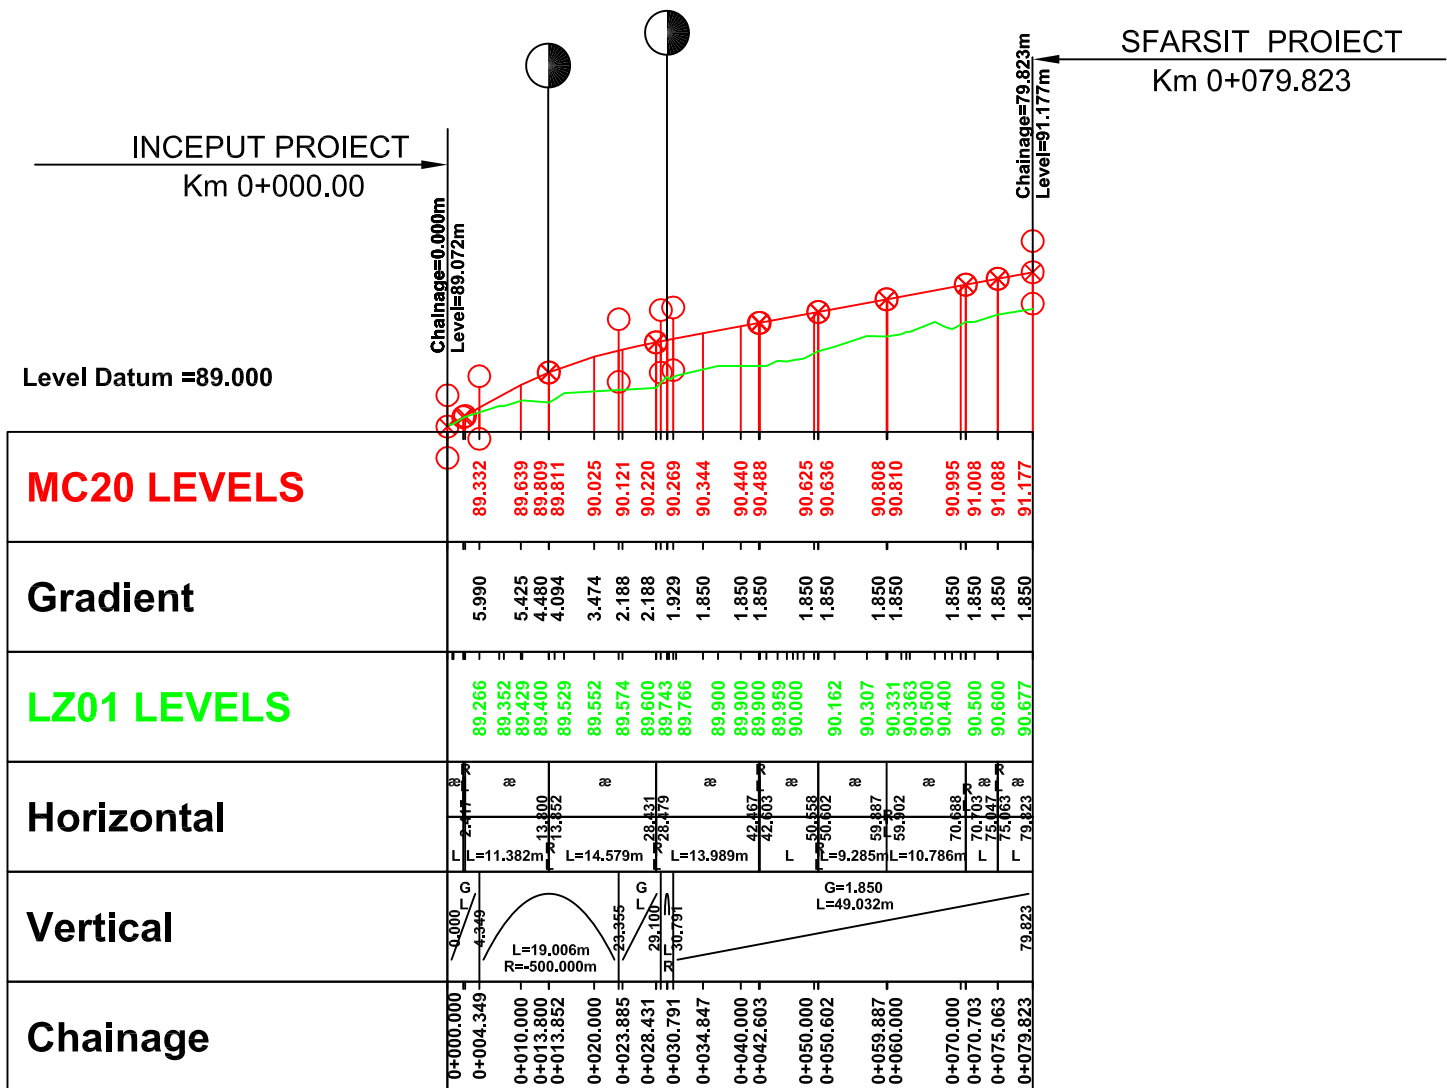 SFARSIT PROIECT
Km 0+079.823
Chainage=79.823m
Level=91.177m
INCEPUT PROIECT
Km 0+000.00
Chainage=0.000m
Level=89.072m
Level Datum =89.000
MC20 LEVELS
89.332 89.639 89.809 89.811 90.025 90.121 90.220 90.269 90.344 90.440 90.488 90.625 90.636 90.808 90.810 90.995 91.008 91.088 91.177
Gradient
5.990 5.425 4.480 4.094 3.474 2.188 2.188 1.929 1.850 1.850 1.850 1.850 1.850 1.850 1.850 1.850 1.850 1.850 1.850
LZ01 LEVELS
89.266 89.352 89.429 89.400 89.529 89.552 89.574 89.600 89.743 89.766 89.900 89.900 89.900 89.959 90.000 90.162 90.307 90.331 90.363 90.500 90.400 90.500 90.600 90.677
Horizontal
æ R L æ æ æ R L æ æ æ R L æ R L æ
2.417 13.800 13.852 28.431 28.479 42.467 42.603 50.558 50.602 59.887 59.902 70.688 70.703 75.047 75.063 79.823
L L=11.382m R L L=14.579m R L L=13.989m L R L L=9.285m R L L=10.786m L L
Vertical
G L G L G=1.850
L=49.032m
0.000 4.349 23.355 29.100 30.791 79.823
L=19.006m L
R=-500.000m R
Chainage
0+000.000 0+004.349 0+010.000 0+013.800 0+013.852 0+020.000 0+023.885 0+028.431 0+030.791 0+034.847 0+040.000 0+042.603 0+050.000 0+050.602 0+059.887 0+060.000 0+070.000 0+070.703 0+075.063 0+079.823